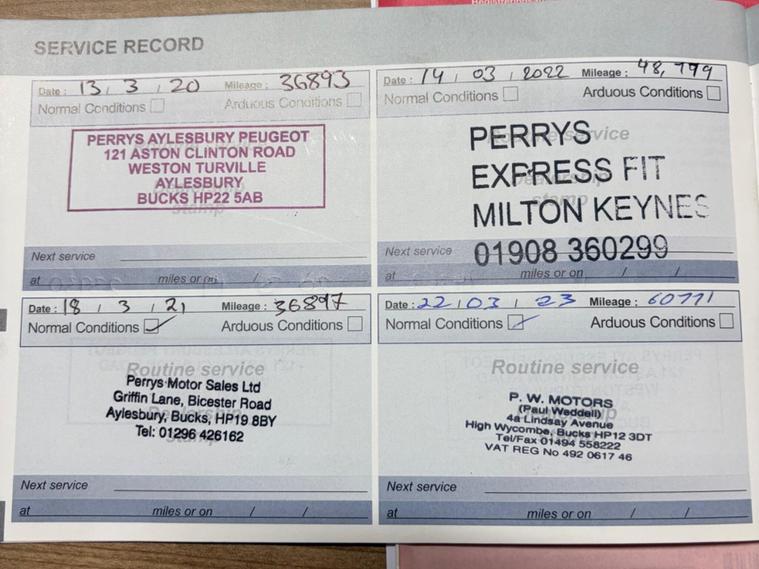 SERVICE RECORD
Date : 13 / 3 / 20 Mileage : 36893
Normal Conditions Arduous Conditions
PERRYS AYLESBURY PEUGEOT
121 ASTON CLINTON ROAD
WESTON TURVILLE
AYLESBURY
BUCKS HP22 5AB
stamp
Next service
at miles or on /
Date : 14 / 03 / 2022 Mileage : 48,799
Normal Conditions Arduous Conditions
service
PERRYS
EXPRESS FIT
stamp
MILTON KEYNES
01908 360299
Next service
at miles or on / /
Date : 18 / 3 / 21 Mileage : 36897
Normal Conditions Arduous Conditions
Routine service
Perrys Motor Sales Ltd
Griffin Lane, Bicester Road
Aylesbury, Bucks, HP19 8BY
Tel: 01296 426162
Next service
at miles or on / /
Date : 22 / 03 / 23 Mileage : 60771
Normal Conditions Arduous Conditions
Routine service
P. W. MOTORS
(Paul Weddell)
4a Lindsay Avenue
High Wycombe, Bucks HP12 3DT
Tel/Fax 01494 558222
VAT REG No 492 0617 46
Next service
at miles or on / /